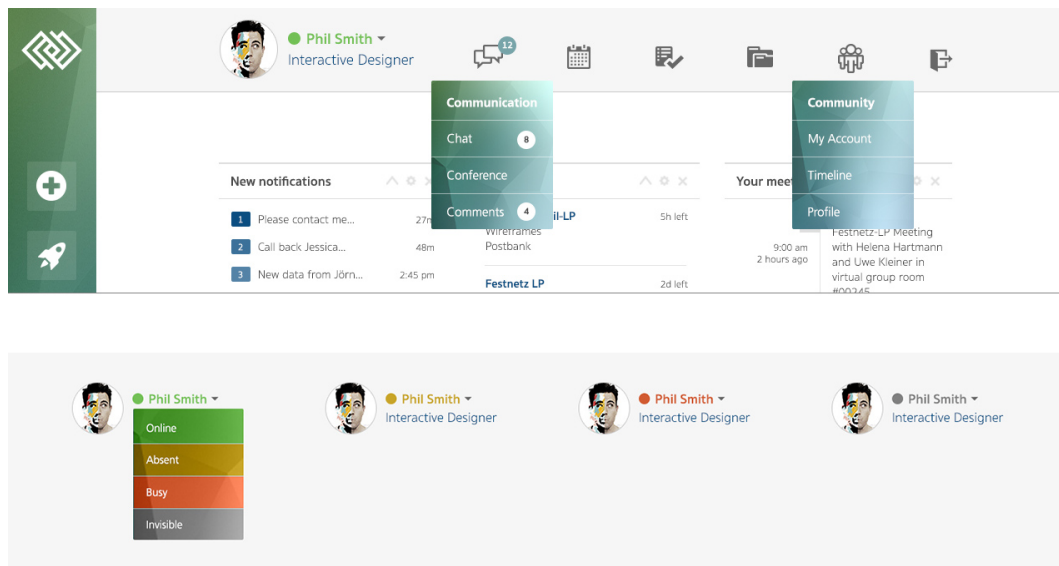 Phil Smith
Interactive Designer
12
Communication
Chat 8
Conference
Comments 4
Community
My Account
Timeline
Profile
New notifications
1 Please contact me...
2 Call back Jessica... 48m
3 New data from Jörn... 2:45 pm
il-LP 5h left
Wireframes
Postbank
Festnetz LP 2d left
Your
9:00 am
2 hours ago
Festnetz-LP Meeting
with Helena Hartmann
and Uwe Kleiner in
virtual group room
#00245
Phil Smith
Interactive Designer
Phil Smith
Interactive Designer
Phil Smith
Interactive Designer
Phil Smith
Online
Absent
Busy
Invisible